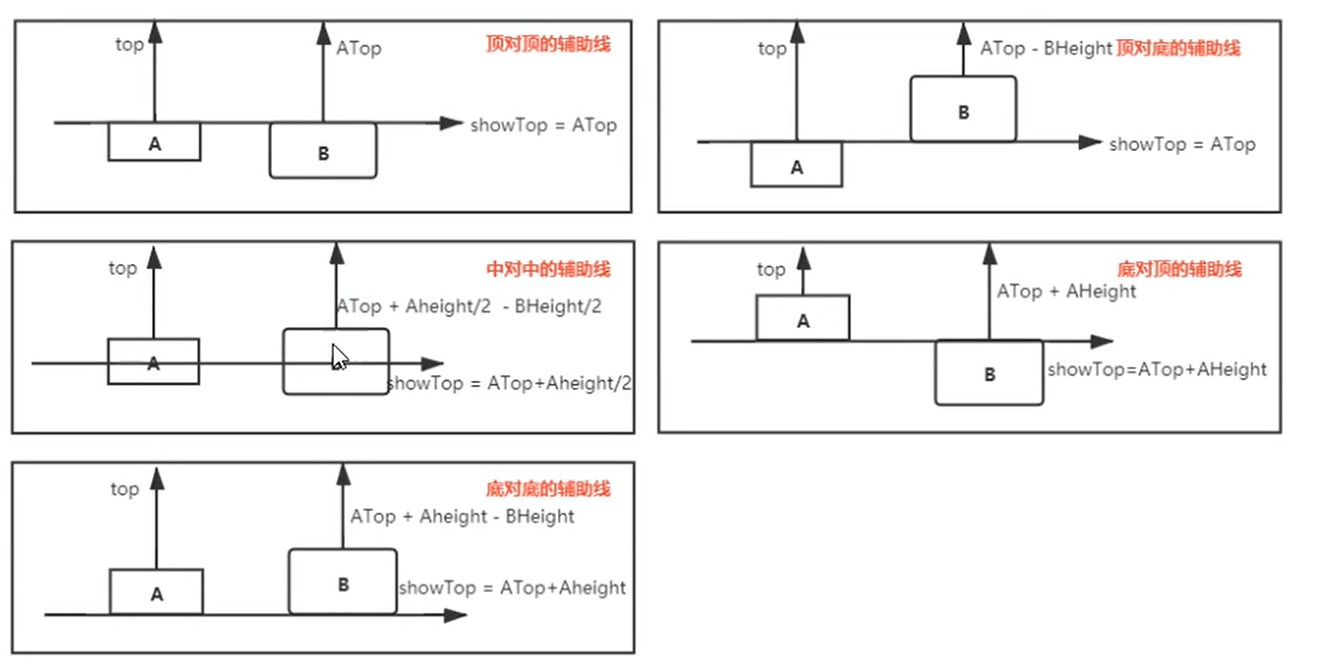 top
ATop
顶对顶的辅助线
showTop = ATop
A
B
top
ATop - BHeight 顶对底的辅助线
B
showTop = ATop
A
top
中对中的辅助线
ATop + Aheight/2 - BHeight/2
A
showTop = ATop+Aheight/2
top
底对顶的辅助线
ATop + AHeight
A
B
showTop=ATop+AHeight
top
底对底的辅助线
ATop + Aheight - BHeight
A
B
showTop = ATop+Aheight